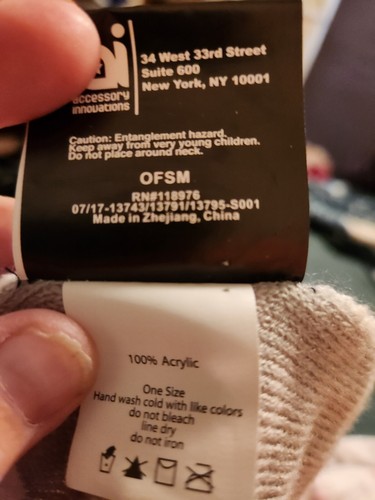 ai
accessory
innovations
34 West 33rd Street
Suite 600
New York, NY 10001
Caution: Entanglement hazard.
Keep away from very young children.
Do not place around neck.
OFSM
RN#118976
07/17-13743/13791/13795-S001
Made in Zhejiang, China
100% Acrylic
One Size
Hand wash cold with like colors
do not bleach
line dry
do not iron